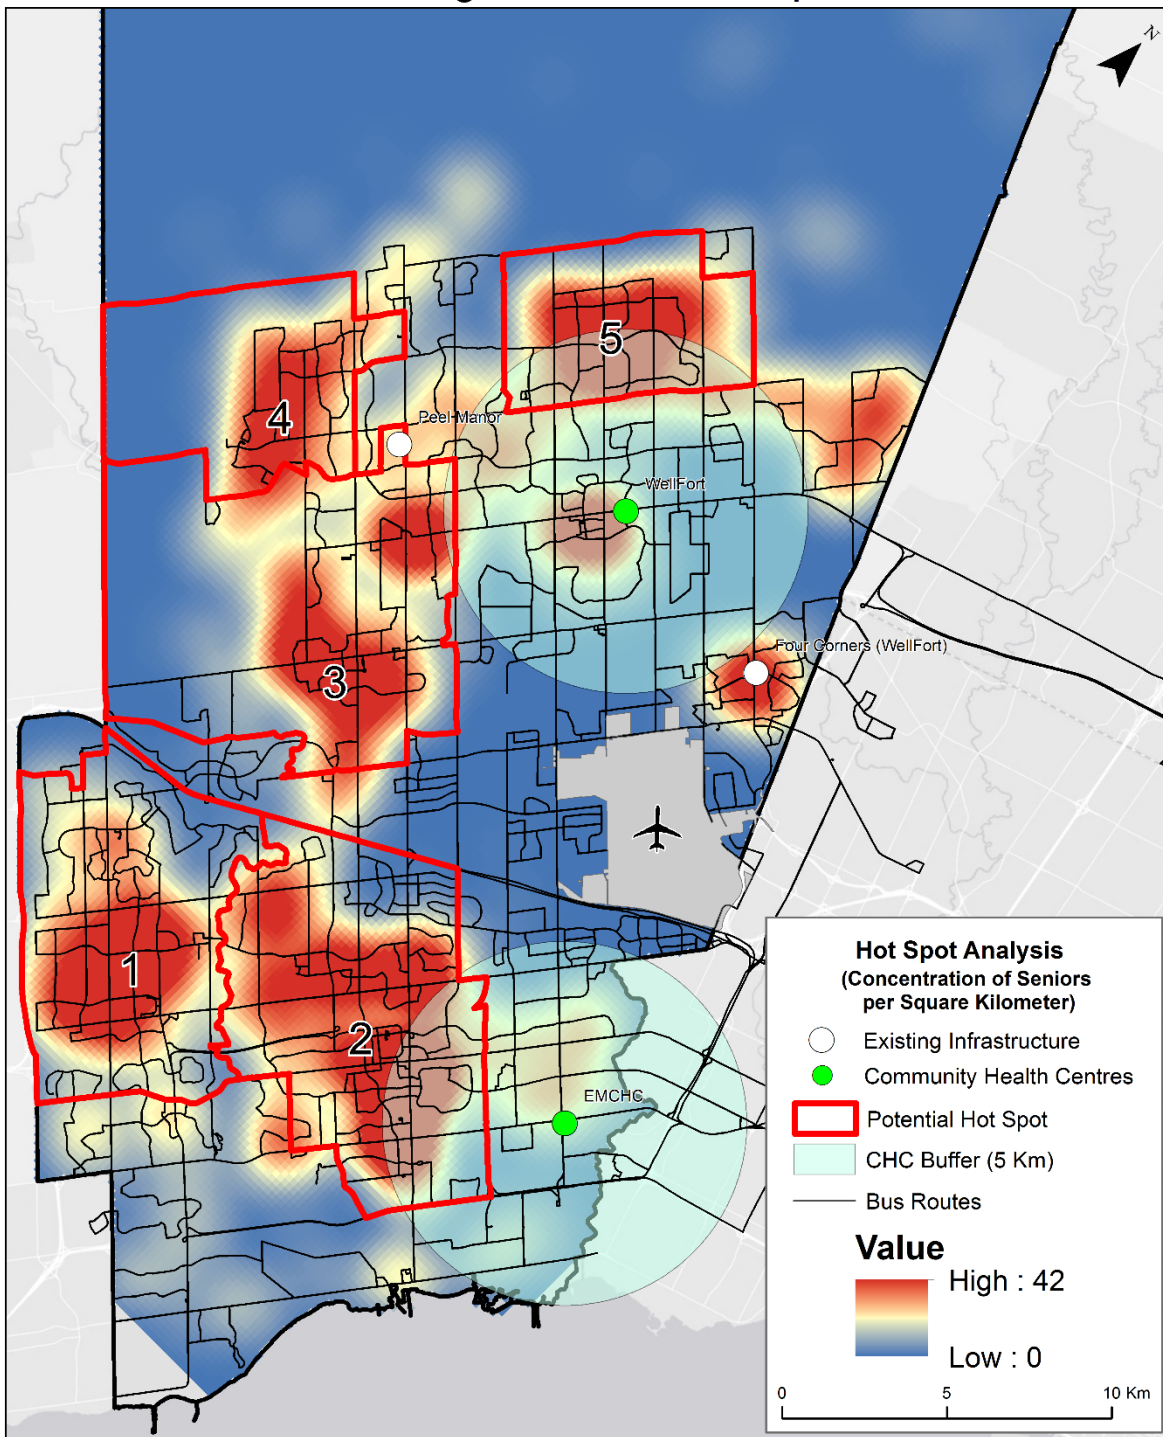 N
5
4
Peel Manor
WellFort
Four Corners (WellFort)
3
1
2
EMCHC
Hot Spot Analysis
(Concentration of Seniors
per Square Kilometer)
Existing Infrastructure
Community Health Centres
Potential Hot Spot
CHC Buffer (5 Km)
Bus Routes
Value
High : 42
Low : 0
0 5 10 Km